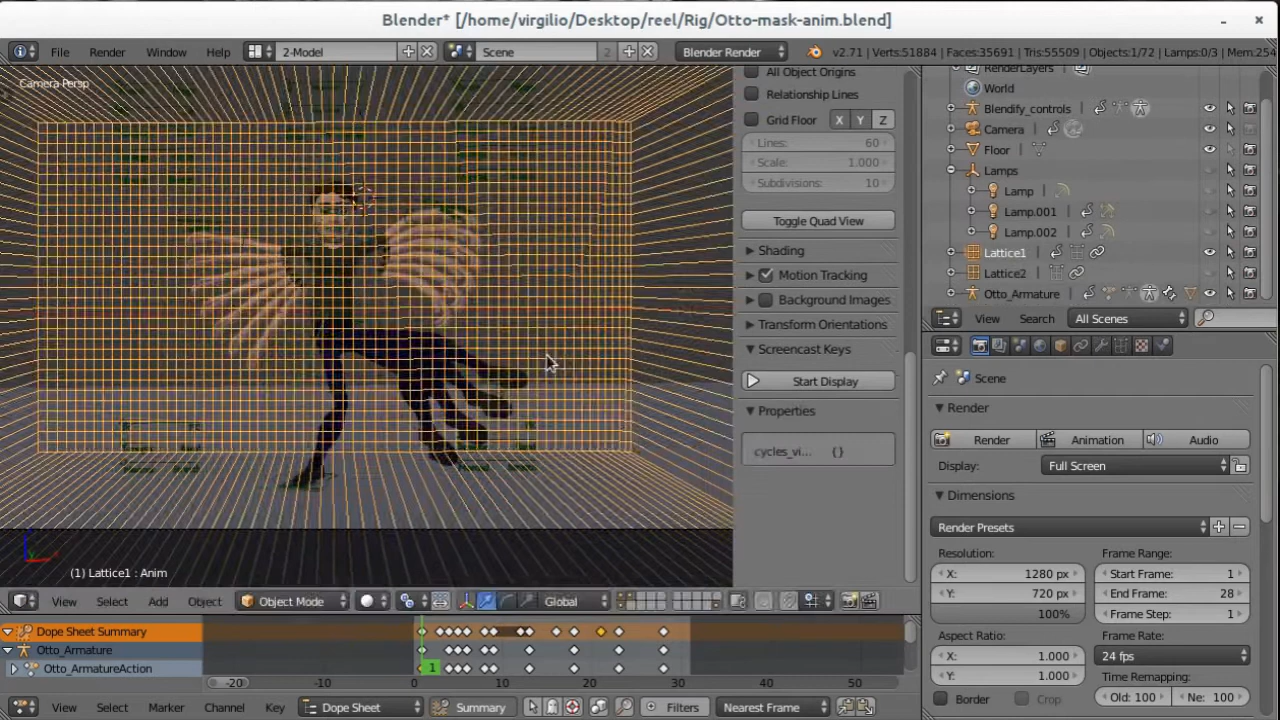 Blender* [/home/virgilio/Desktop/reel/Rig/Otto-mask-anim.blend]
File Render Window Help 2-Model Scene 2 Blender Render v2.71 | Verts:51884 | Faces:35691 | Tris:55509 | Objects:1/72 | Lamps:0/3 | Mem:254
Camera Persp
All Object Origins
Relationship Lines
Grid Floor X Y Z
Lines: 60
Scale: 1.000
Subdivisions: 10
Toggle Quad View
Shading
Motion Tracking
Background Images
Transform Orientations
Screencast Keys
Start Display
Properties
cycles_vi... {}
RenderLayers
World
Blendify_controls
Camera
Floor
Lamps
Lamp
Lamp.001
Lamp.002
Lattice1
Lattice2
Otto_Armature
View Search All Scenes
Scene
Render
Render Animation Audio
Display: Full Screen
Dimensions
Render Presets
Resolution: Frame Range:
X: 1280 px Start Frame: 1
Y: 720 px End Frame: 28
100% Frame Step: 1
Aspect Ratio: Frame Rate:
X: 1.000 24 fps
Y: 1.000 Time Remapping:
Border Crop Old: 100 Ne: 100
(1) Lattice1 : Anim
View Select Add Object Object Mode Global
Dope Sheet Summary
Otto_Armature
Otto_ArmatureAction 1
-20 -10 0 10 20 30 40 50
View Select Marker Channel Key Dope Sheet Summary Filters Nearest Frame